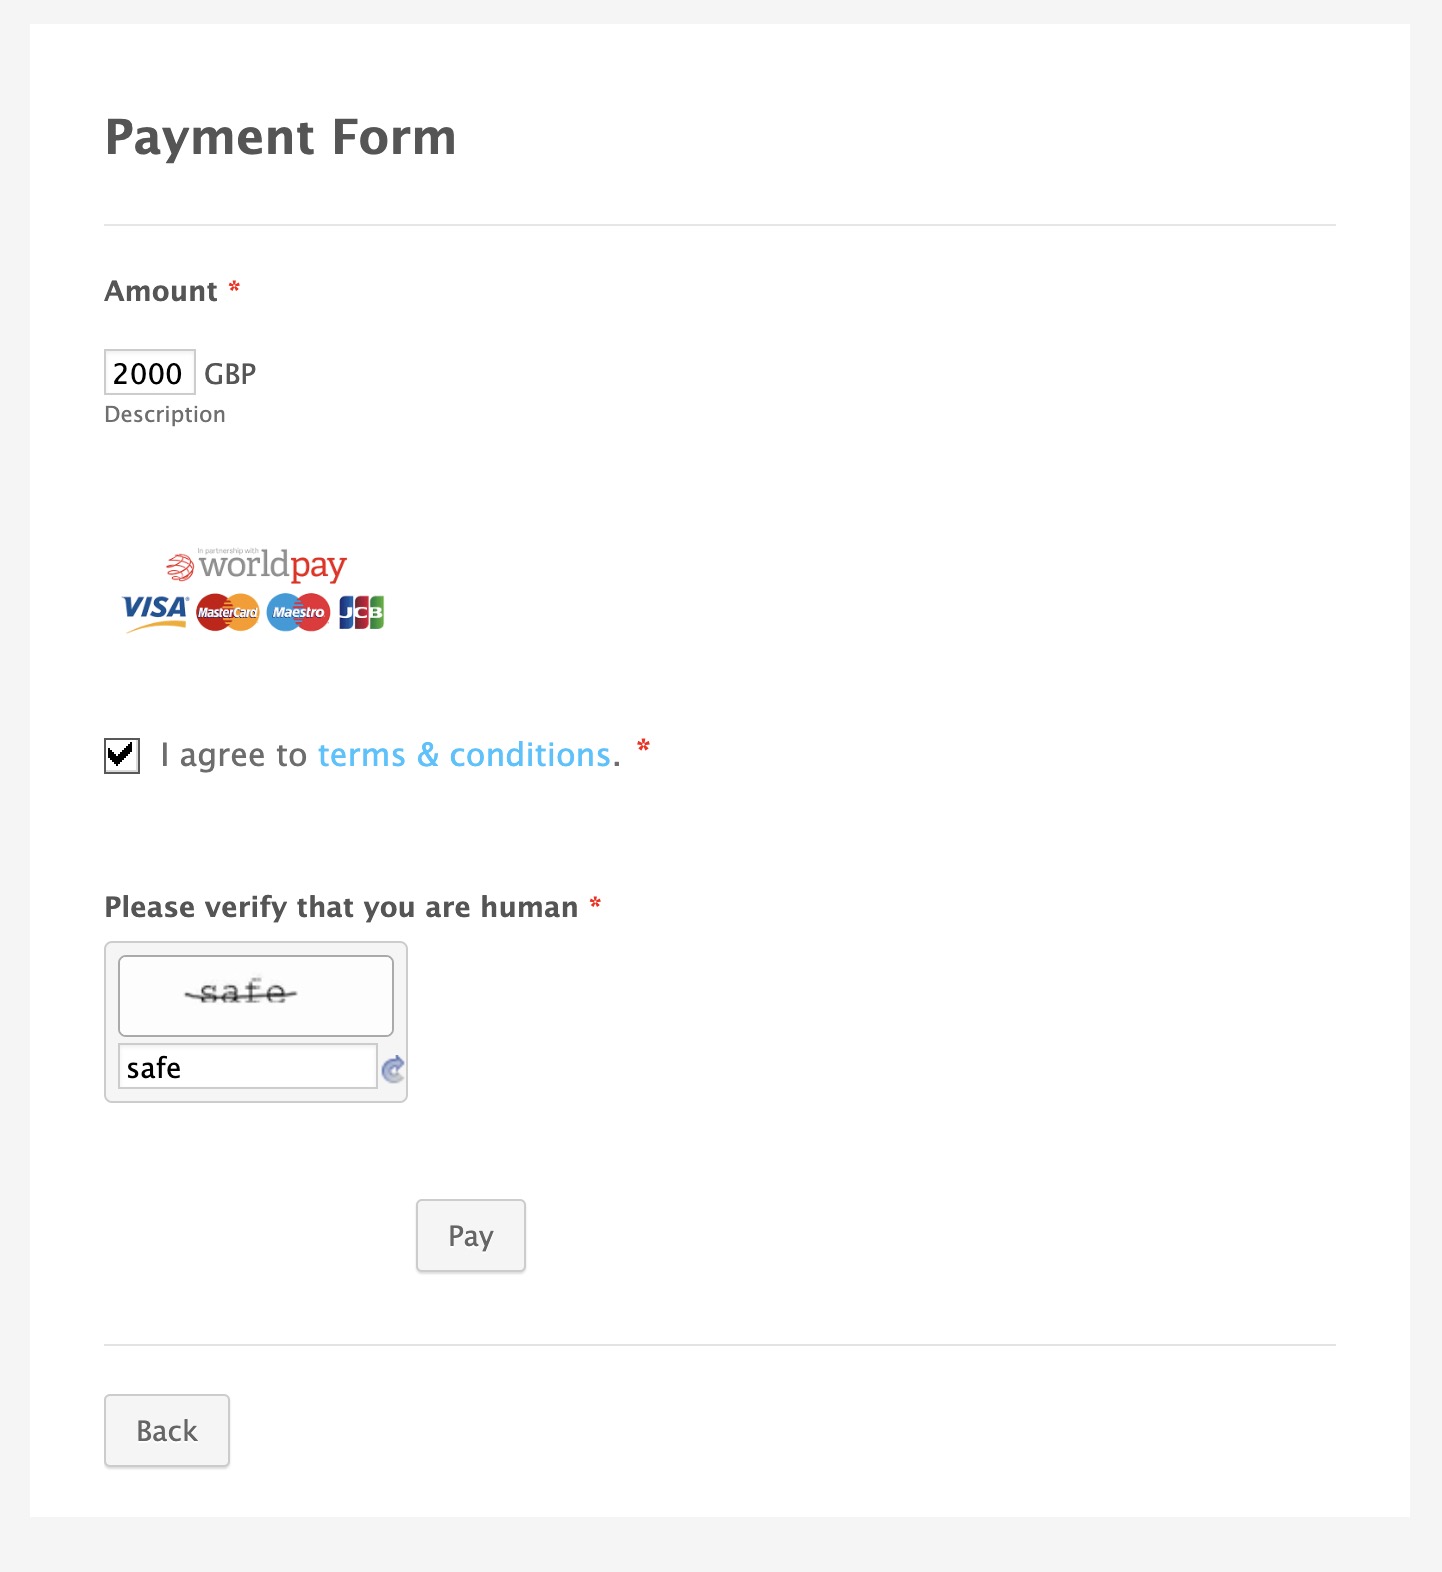 Payment Form
Amount *
2000 GBP
Description
In partnership with
worldpay
VISA MasterCard Maestro JCB
I agree to terms & conditions. *
Please verify that you are human *
safe
safe
Pay
Back